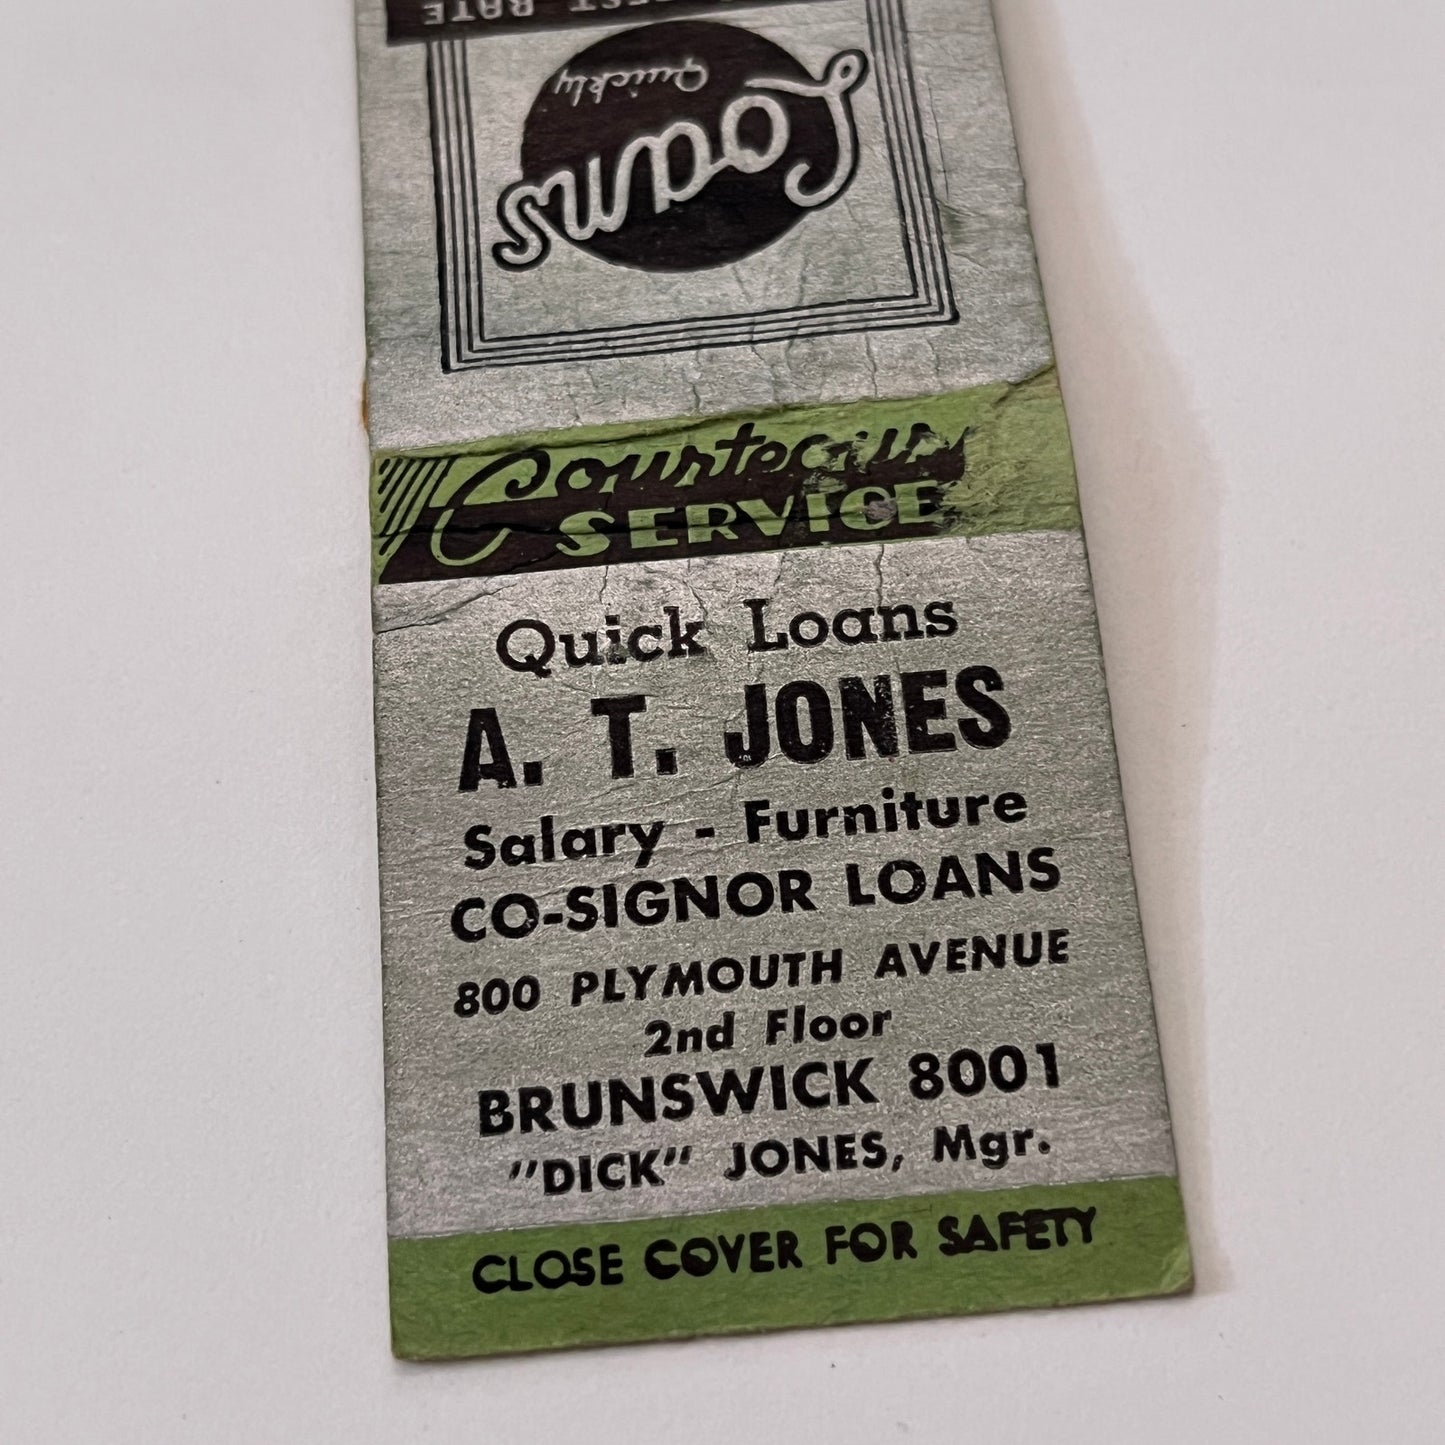 RATE
Quickly
Loans
Courteous
SERVICE
Quick Loans
A. T. JONES
Salary - Furniture
CO-SIGNOR LOANS
800 PLYMOUTH AVENUE
2nd Floor
BRUNSWICK 8001
"DICK" JONES, Mgr.
CLOSE COVER FOR SAFETY